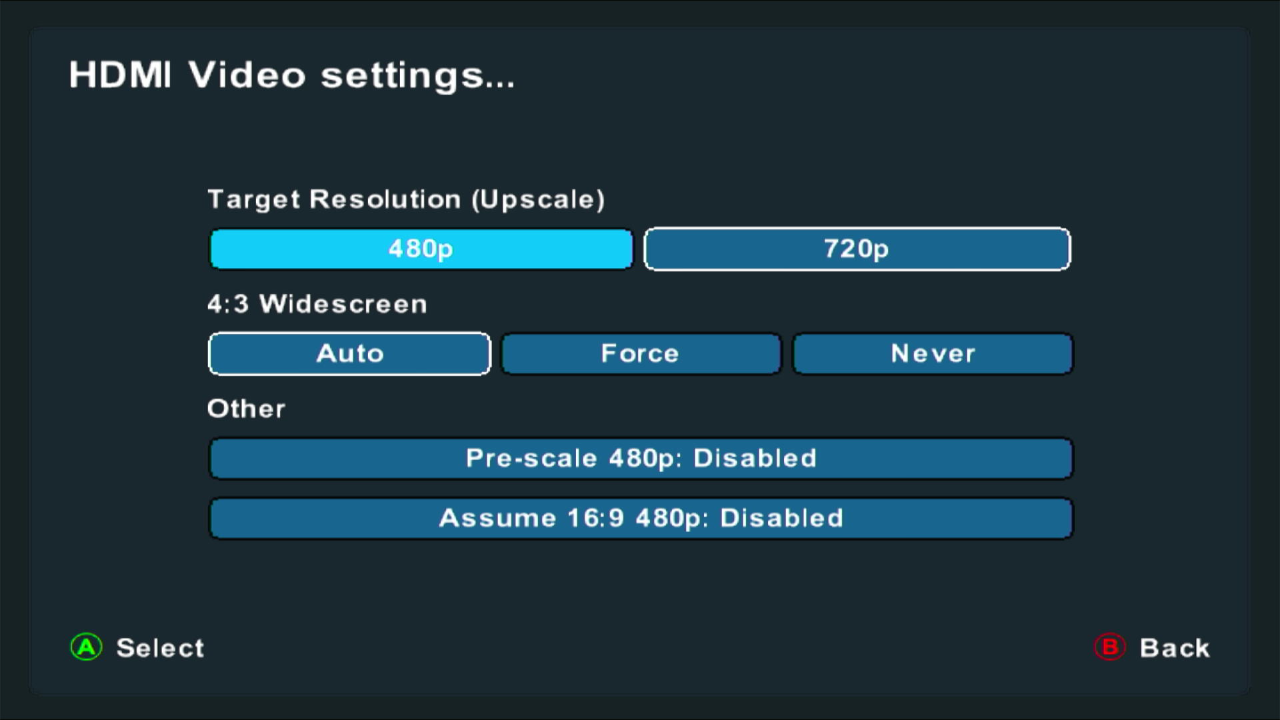 HDMI Video settings...
Target Resolution (Upscale)
480p 720p
4:3 Widescreen
Auto Force Never
Other
Pre-scale 480p: Disabled
Assume 16:9 480p: Disabled
A Select B Back